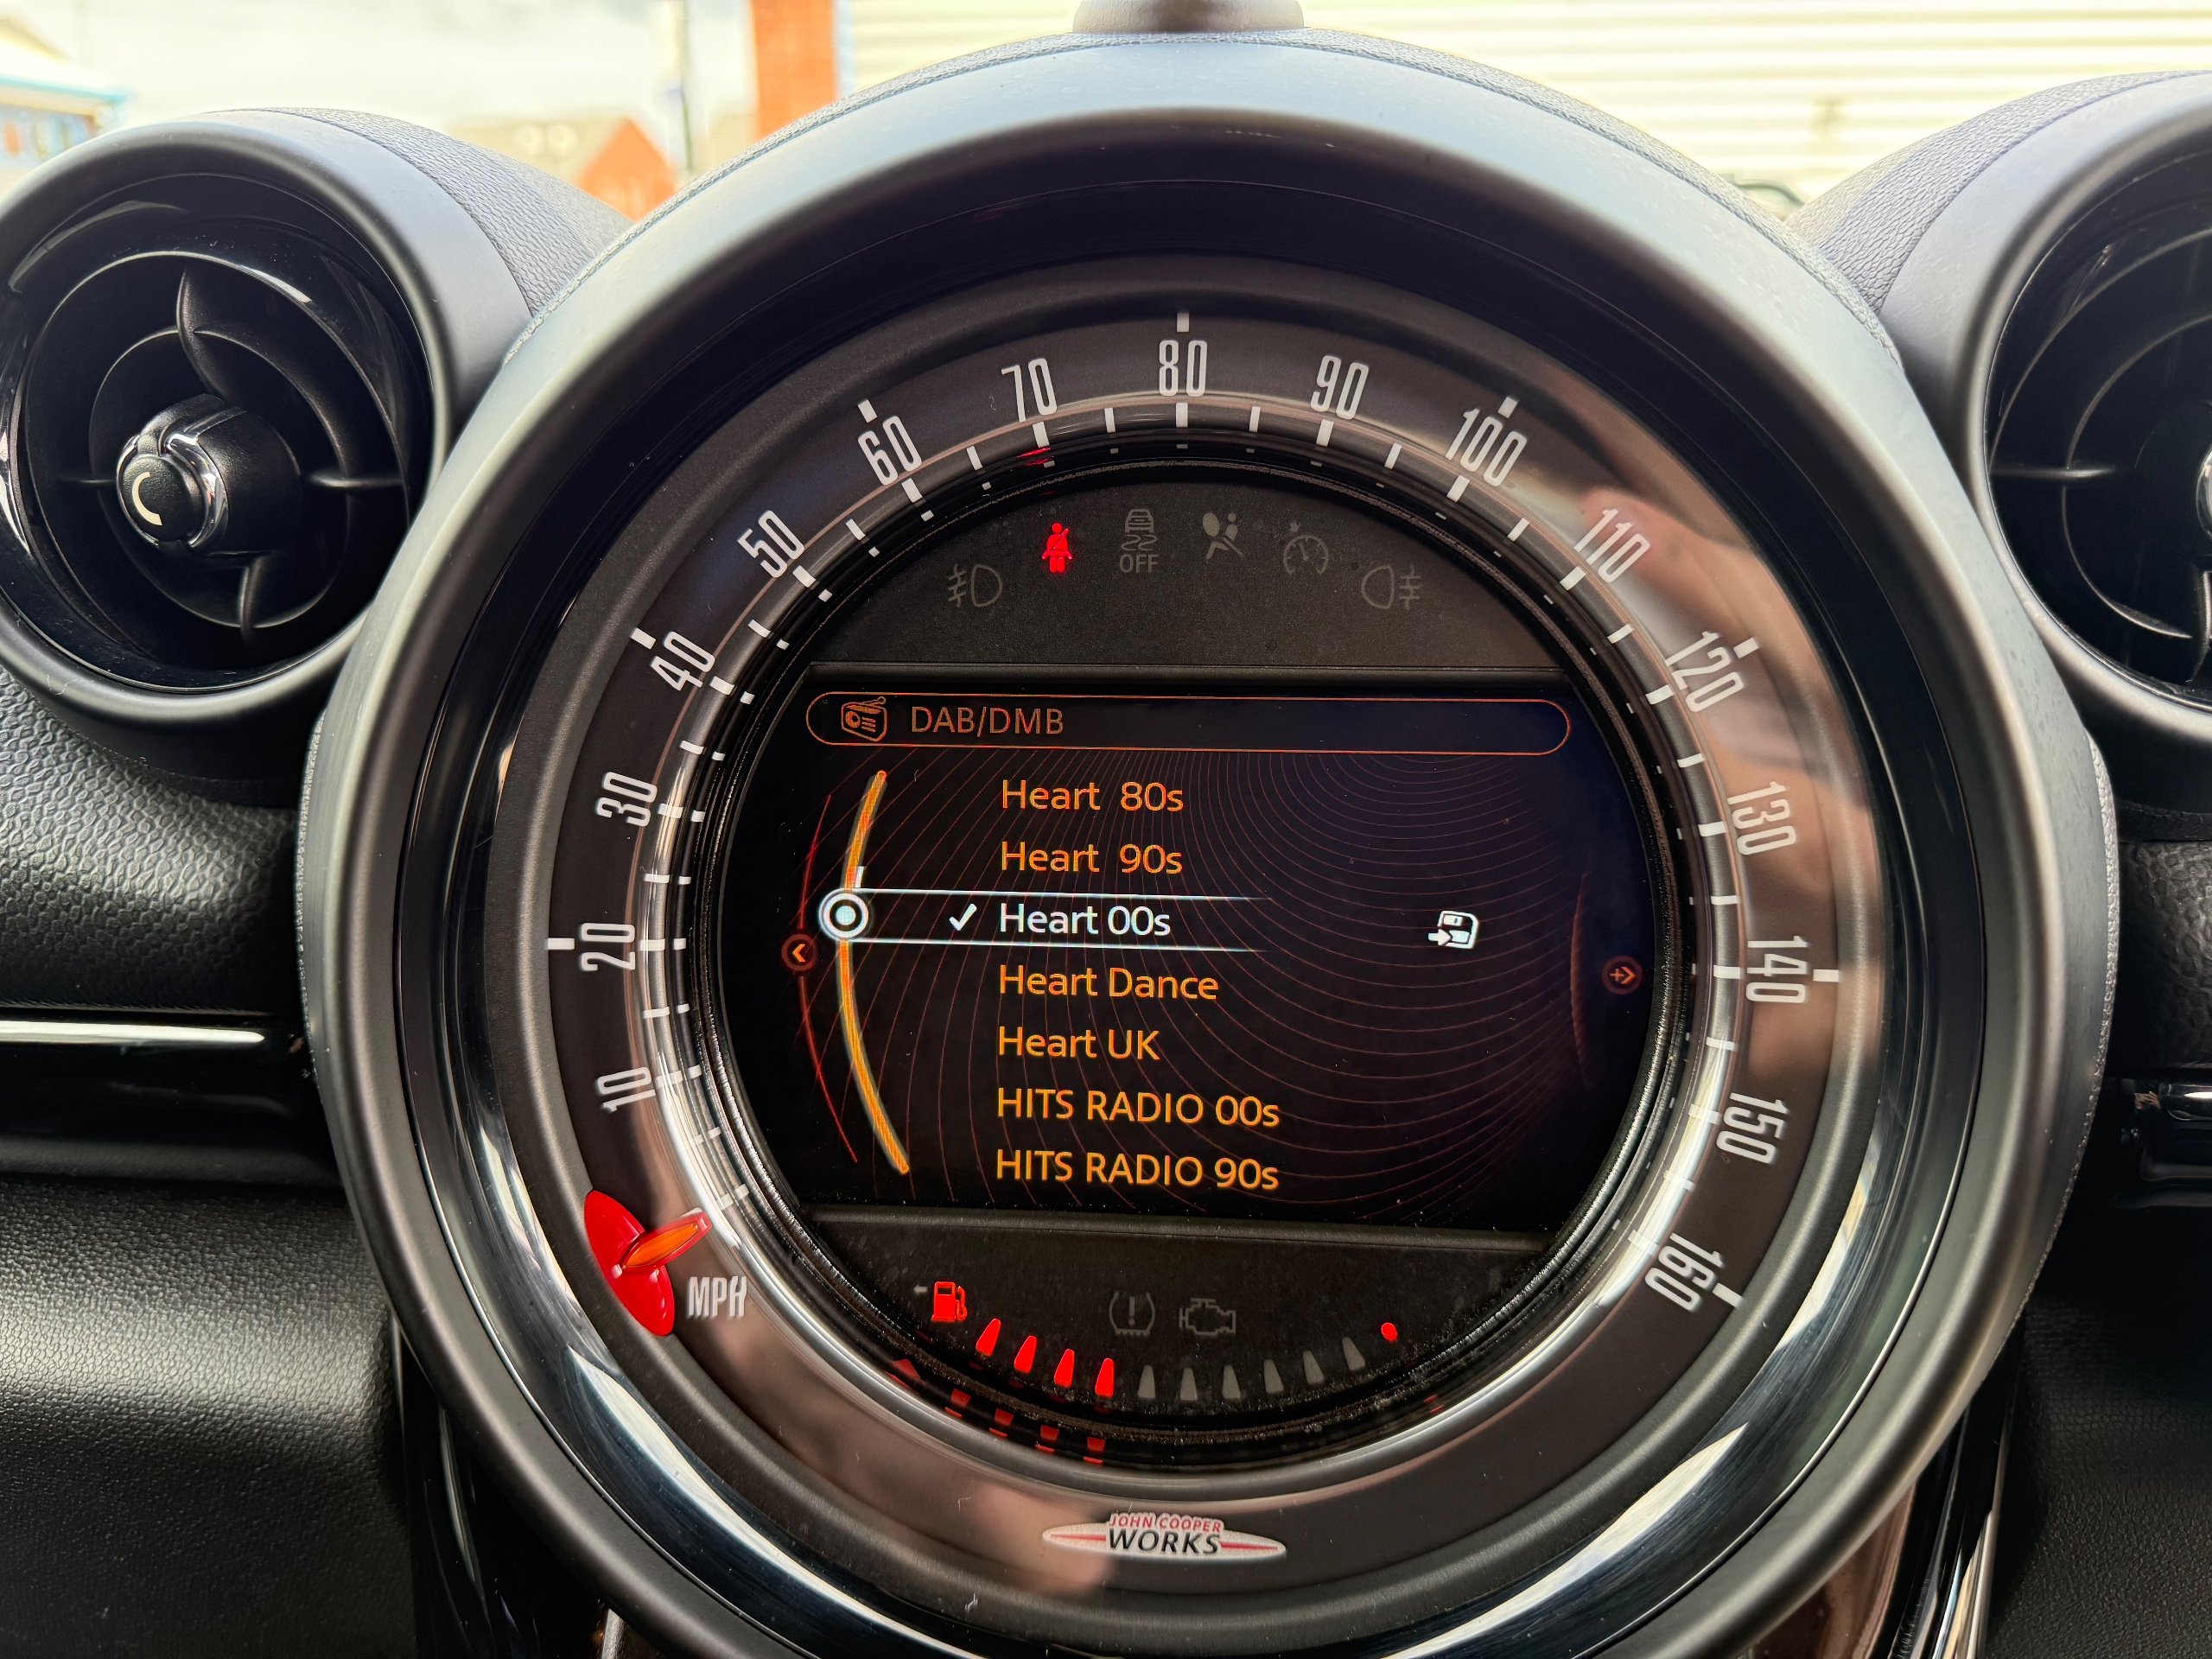 10
20
30
40
50
60
70
80
90
100
110
120
130
140
150
160
MPH
OFF
DAB/DMB
Heart 80s
Heart 90s
Heart 00s
Heart Dance
Heart UK
HITS RADIO 00s
HITS RADIO 90s
JOHN COOPER
WORKS